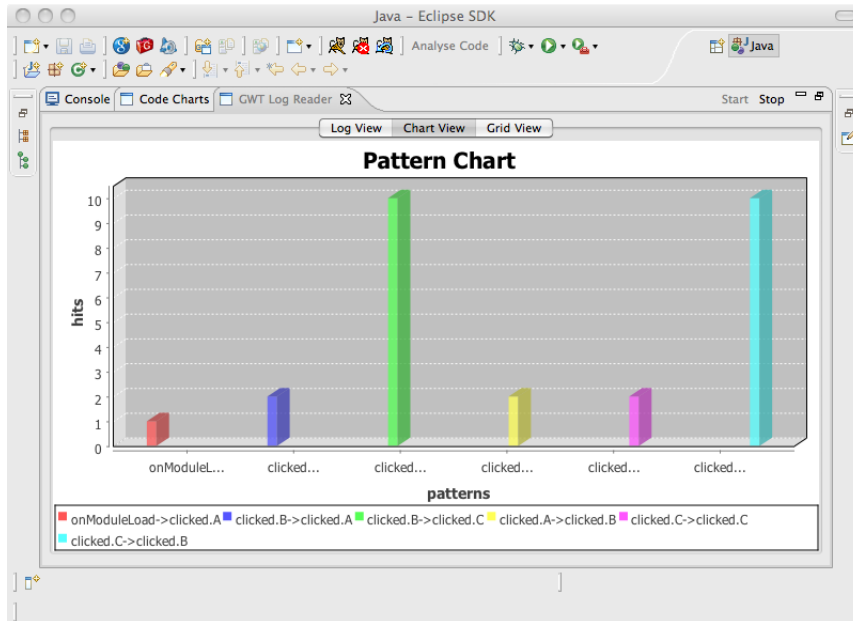 Java – Eclipse SDK
Analyse Code
Java
Console Code Charts GWT Log Reader Start Stop
Log View Chart View Grid View
Pattern Chart
10
9
8
7
6
5
4
3
2
1
0
hits
onModuleL... clicked... clicked... clicked... clicked... clicked...
patterns
onModuleLoad->clicked.A clicked.B->clicked.A clicked.B->clicked.C clicked.A->clicked.B clicked.C->clicked.C
clicked.C->clicked.B